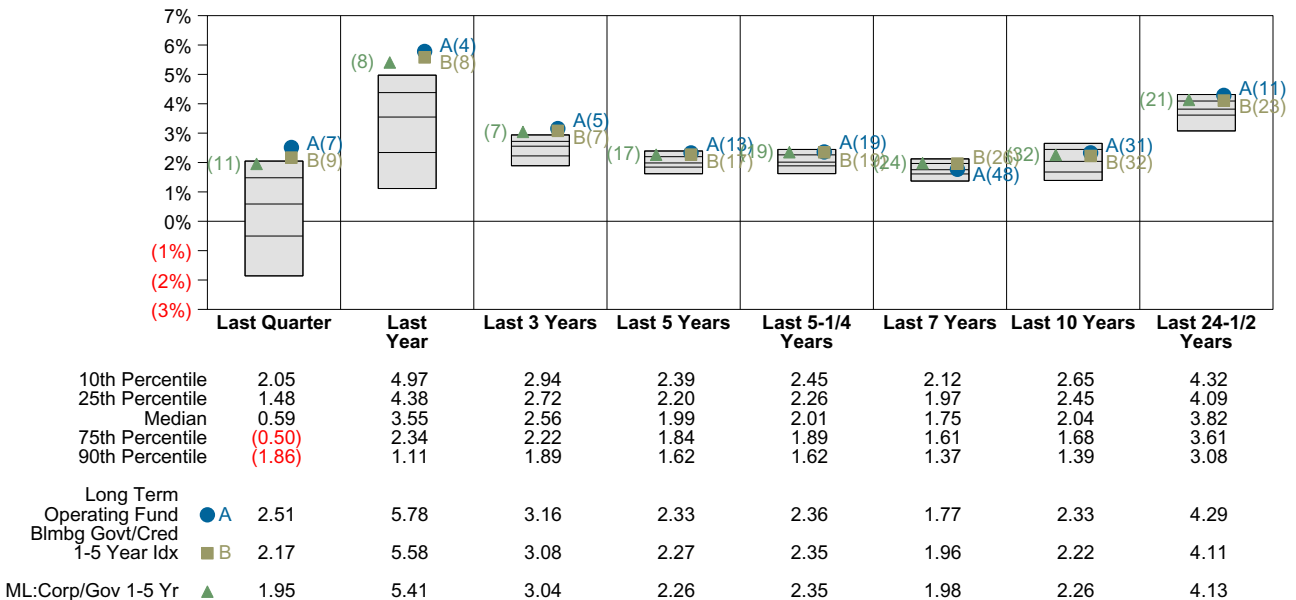 7%
6%
5%
4%
3%
2%
1%
0%
(1%)
(2%)
(3%)
(11) A(7)
B(9)
(8) A(4)
B(8)
(7) A(5)
B(7)
(17) A(13)
B(17)
(19) A(19)
B(19)
(24) B(26)
A(48)
(32) A(31)
B(32)
(21) A(11)
B(23)
Last Quarter Last Last 3 Years Last 5 Years Last 5-1/4 Last 7 Years Last 10 Years Last 24-1/2
Year Years Years
10th Percentile 2.05 4.97 2.94 2.39 2.45 2.12 2.65 4.32
25th Percentile 1.48 4.38 2.72 2.20 2.26 1.97 2.45 4.09
Median 0.59 3.55 2.56 1.99 2.01 1.75 2.04 3.82
75th Percentile (0.50) 2.34 2.22 1.84 1.89 1.61 1.68 3.61
90th Percentile (1.86) 1.11 1.89 1.62 1.62 1.37 1.39 3.08
Long Term
Operating Fund A 2.51 5.78 3.16 2.33 2.36 1.77 2.33 4.29
Blmbg Govt/Cred
1-5 Year Idx B 2.17 5.58 3.08 2.27 2.35 1.96 2.22 4.11
ML:Corp/Gov 1-5 Yr 1.95 5.41 3.04 2.26 2.35 1.98 2.26 4.13